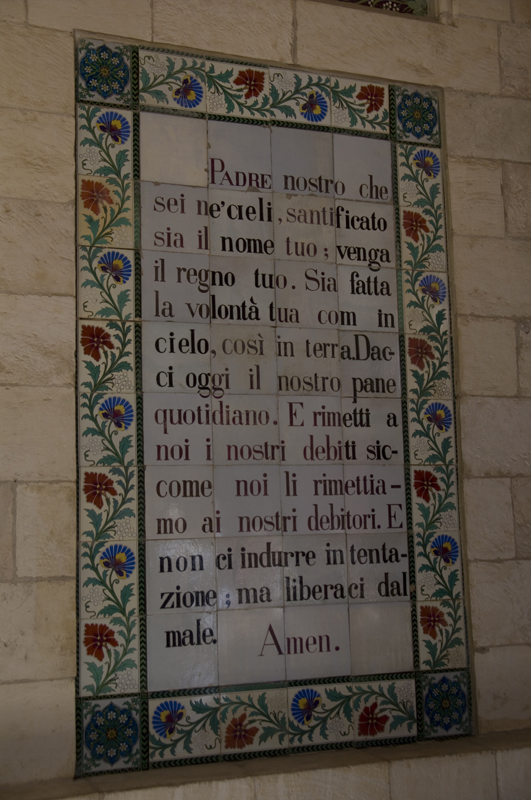 PADRE nostro che
sei ne'cieli, santificato
sia il nome tuo; venga
il regno tuo. Sia fatta
la volontà tua com in
cielo, così in terra. Dac-
ci oggi il nostro pane
quotidiano. E rimetti a
noi i nostri debiti sic-
come noi li rimettia-
mo ai nostri debitori. E
non ci indurre in tenta-
zione; ma liberaci dal
male. Amen.